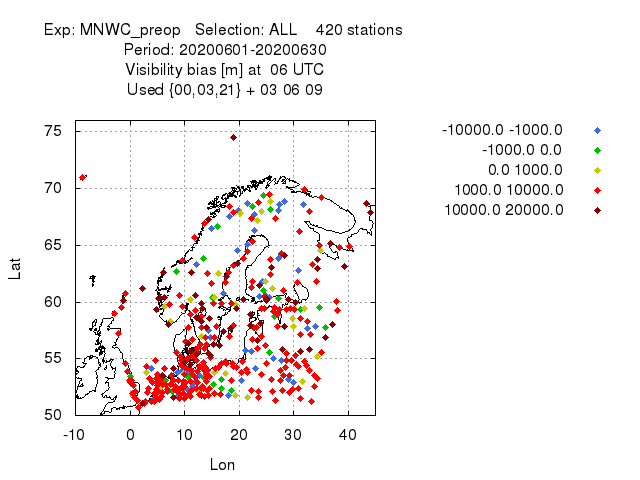 Exp: MNWC_preop   Selection: ALL    420 stations
Period: 20200601-20200630
Visibility bias [m] at  06 UTC
Used {00,03,21} + 03 06 09
-10000.0 -1000.0
-1000.0 0.0
0.0 1000.0
1000.0 10000.0
10000.0 20000.0
75
70
65
60
55
50
Lat
-10 0 10 20 30 40
Lon